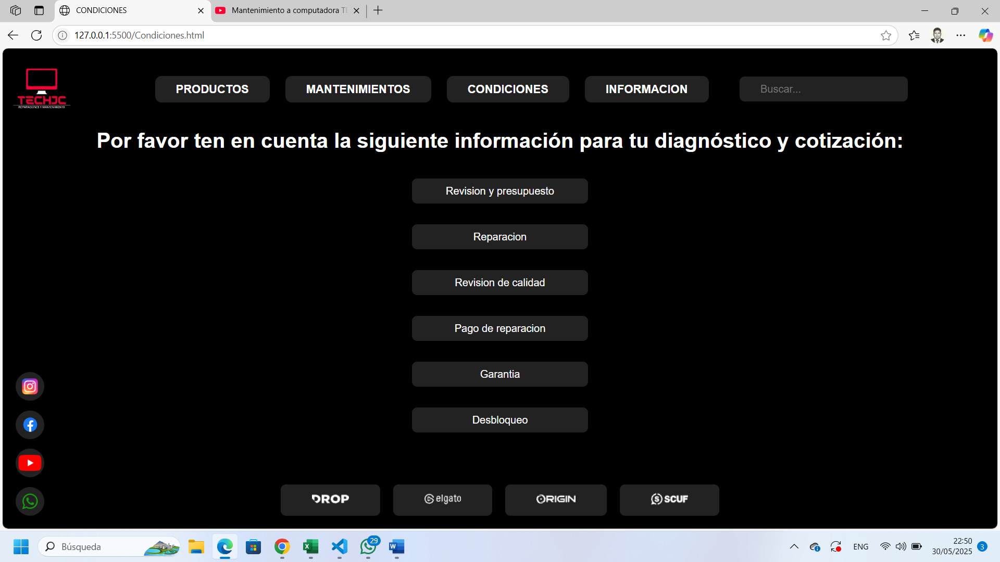 CONDICIONES
Mantenimiento a computadora TE
127.0.0.1:5500/Condiciones.html
TECHJC
REPARACIONES Y MANTENIMIENTO
PRODUCTOS
MANTENIMIENTOS
CONDICIONES
INFORMACION
Buscar...
Por favor ten en cuenta la siguiente información para tu diagnóstico y cotización:
Revision y presupuesto
Reparacion
Revision de calidad
Pago de reparacion
Garantia
Desbloqueo
DROP
elgato
ORIGIN
SCUF
Búsqueda
29
ENG
22:50
30/05/2025
3